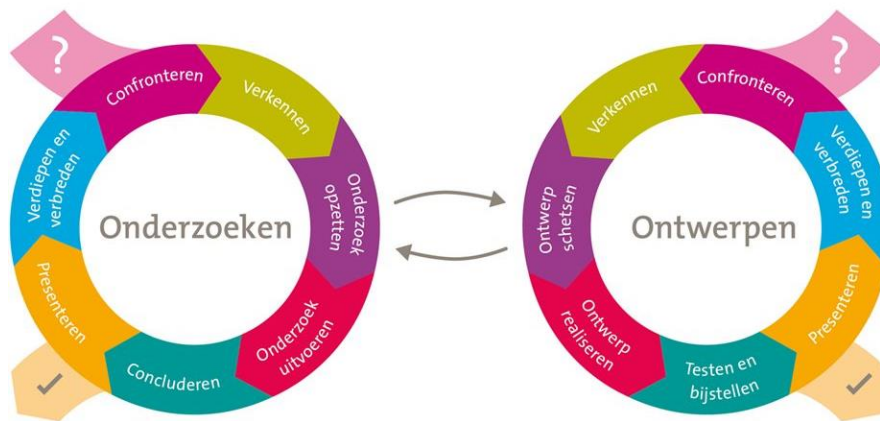 ?
Confronteren
Verkennen
Onderzoek
opzetten
Onderzoek
uitvoeren
Concluderen
Presenteren
Verdiepen en
verbreden
Onderzoeken
?
Confronteren
Verkennen
Ontwerp
schetsen
Ontwerp
realiseren
Testen en
bijstellen
Presenteren
Verdiepen en
verbreden
Ontwerpen